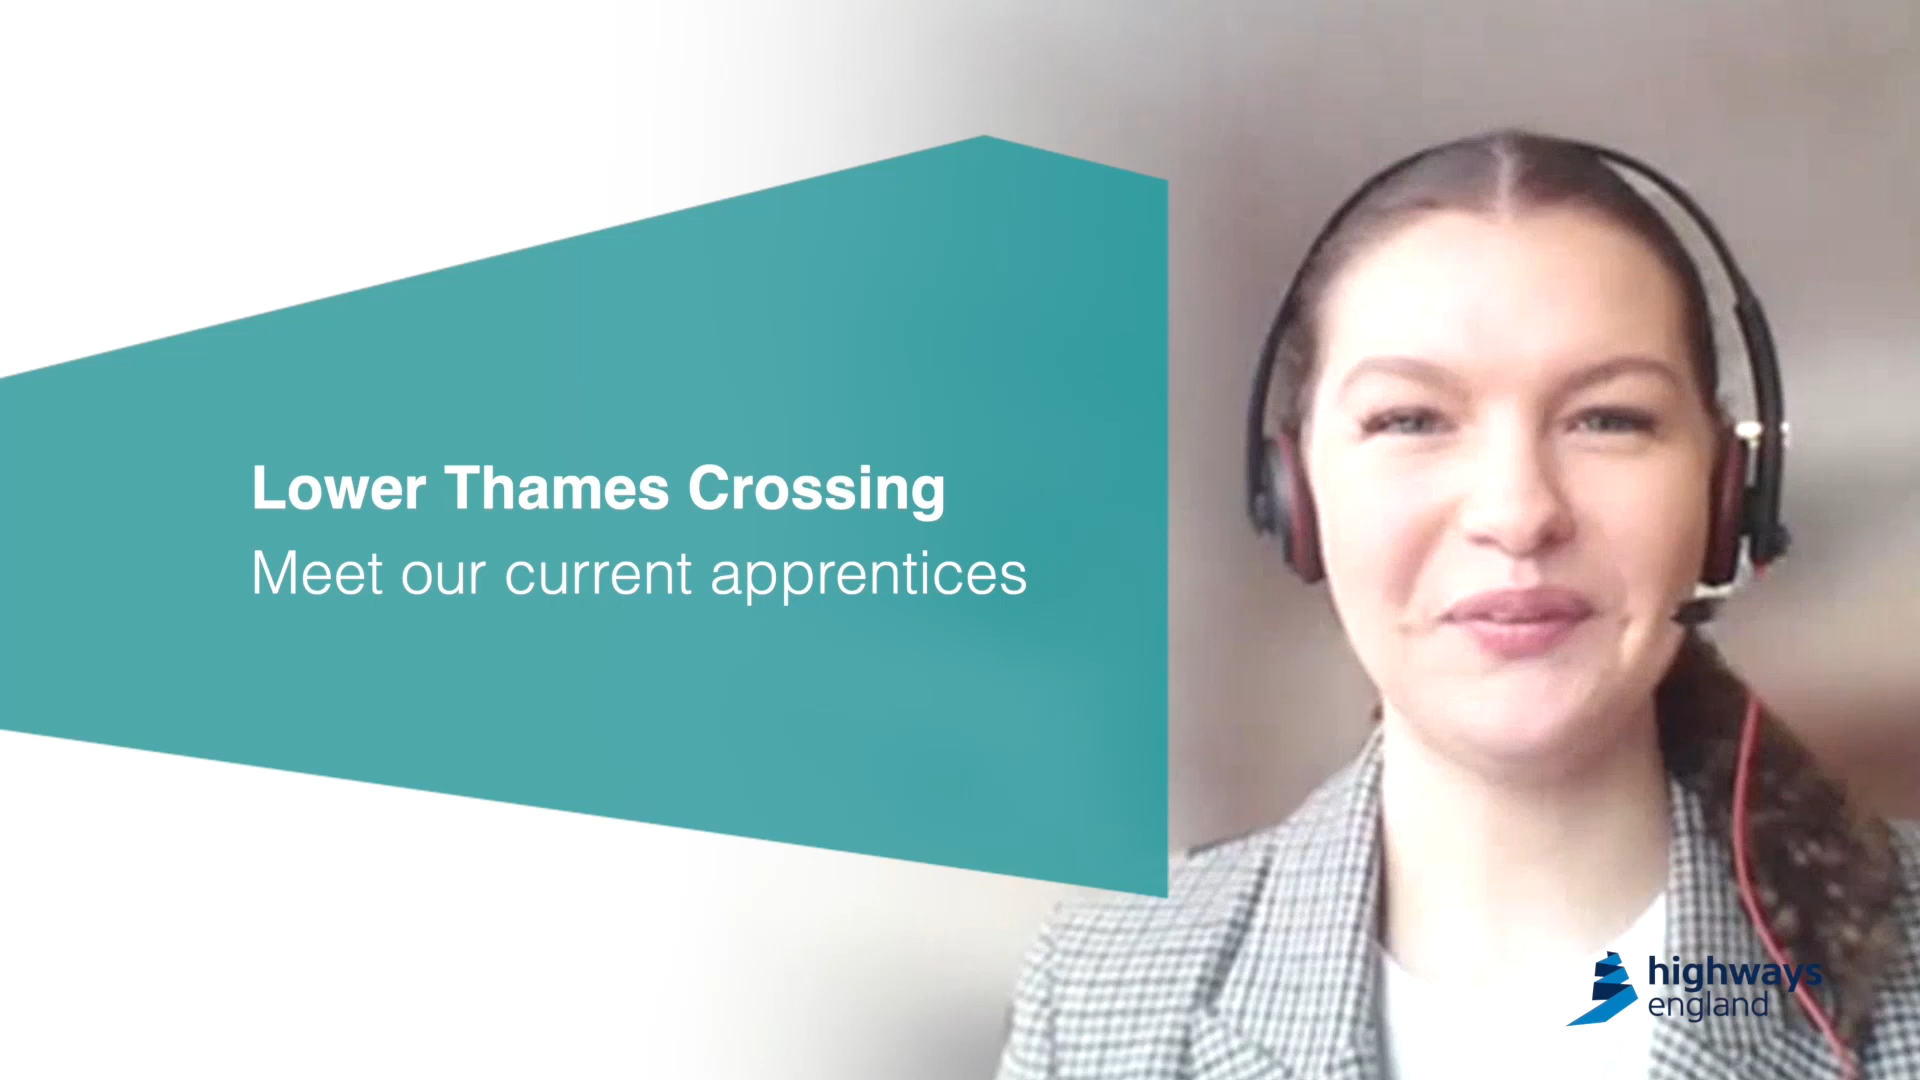 Lower Thames Crossing
Meet our current apprentices
highways
england